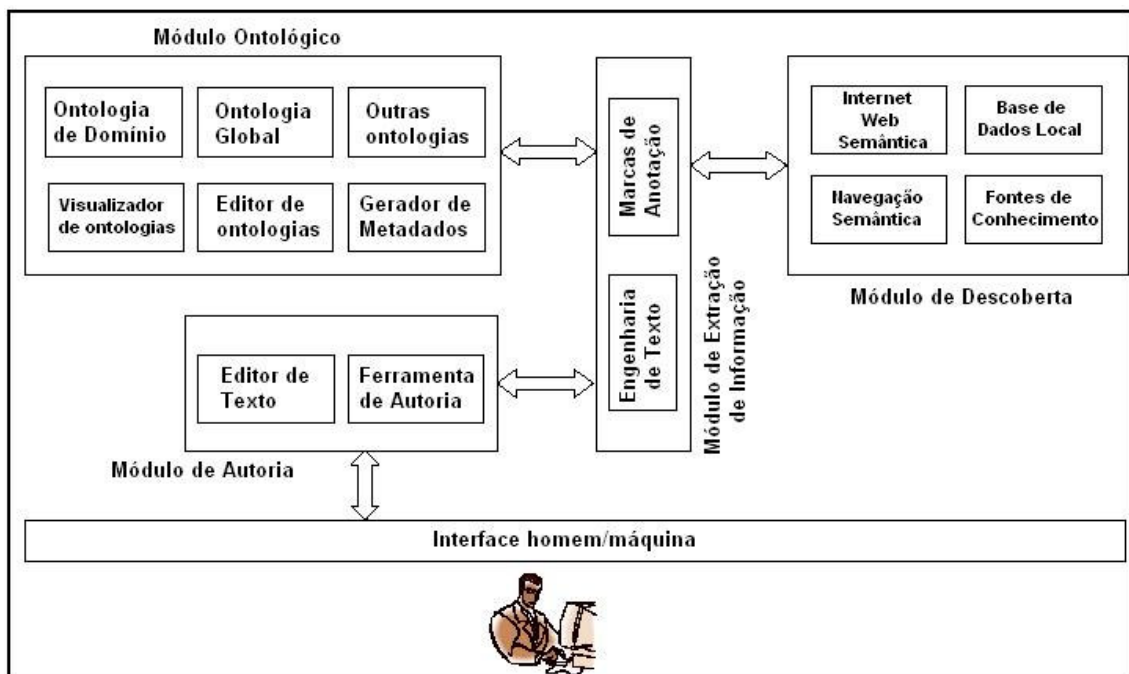 Módulo Ontológico
Ontologia
de Domínio
Ontologia
Global
Outras
ontologias
Visualizador
de ontologias
Editor de
ontologias
Gerador de
Metadados
Marcas de
Anotação
Engenharia
de Texto
Módulo de Extração
de Informação
Internet
Web
Semântica
Base de
Dados Local
Navegação
Semântica
Fontes de
Conhecimento
Módulo de Descoberta
Editor de
Texto
Ferramenta
de Autoria
Módulo de Autoria
Interface homem/máquina